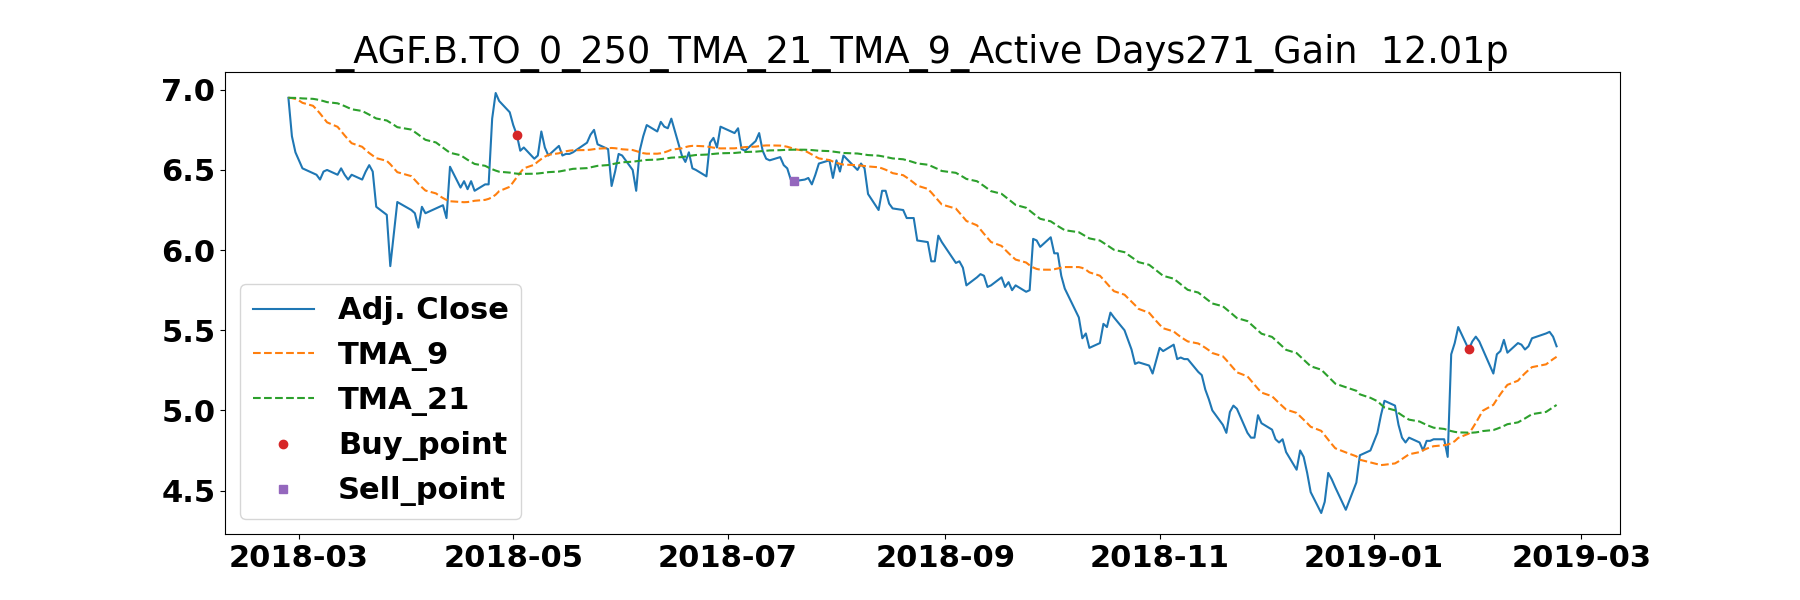 _AGF.B.TO_0_250_TMA_21_TMA_9_Active Days271_Gain  12.01p
7.0
6.5
6.0
5.5
5.0
4.5
Adj. Close
TMA_9
TMA_21
Buy_point
Sell_point
2018-03 2018-05 2018-07 2018-09 2018-11 2019-01 2019-03